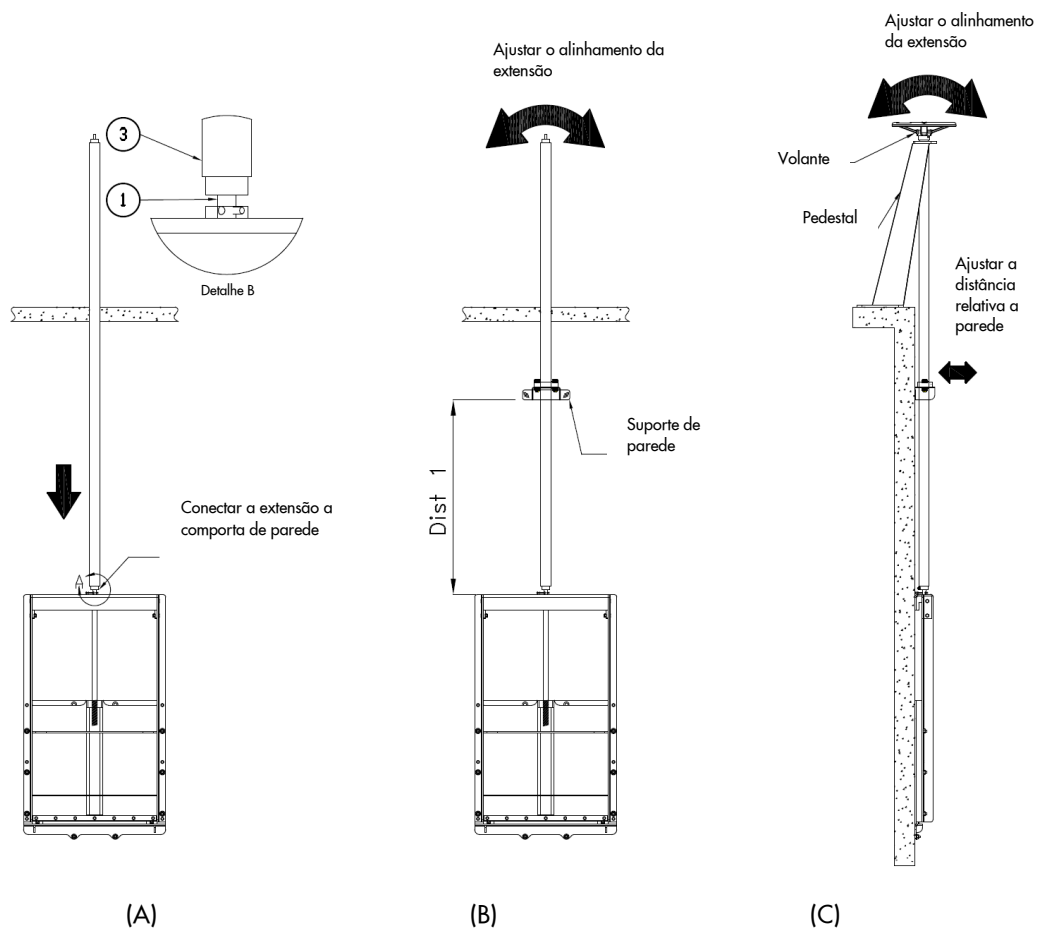 3
1
Detalhe B
Conectar a extensão a
comporta de parede
(A)
Ajustar o alinhamento da
extensão
Suporte de
parede
Dist 1
(B)
Ajustar o alinhamento
da extensão
Volante
Pedestal
Ajustar a
distância
relativa a
parede
(C)